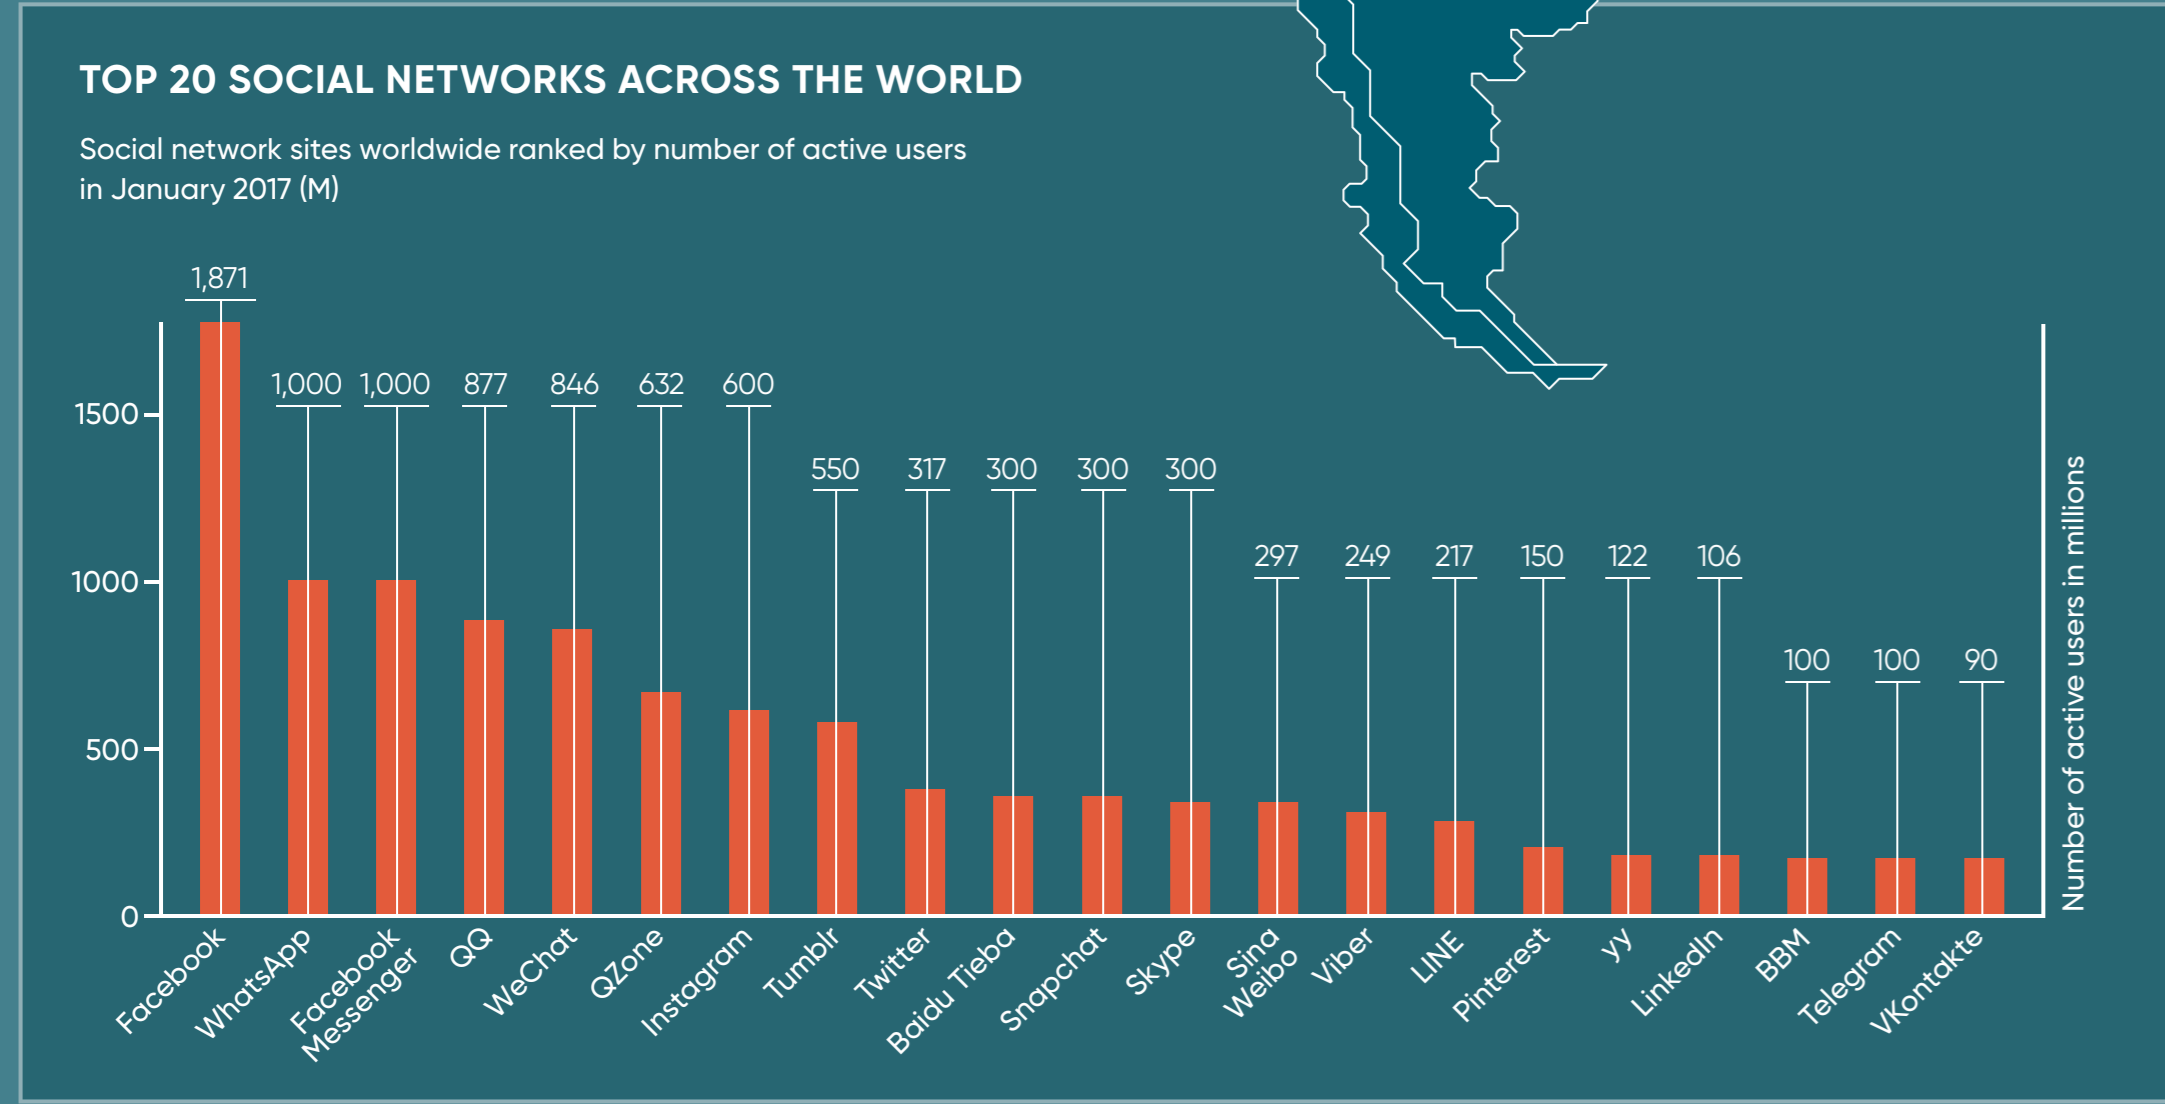 TOP 20 SOCIAL NETWORKS ACROSS THE WORLD
Social network sites worldwide ranked by number of active users
in January 2017 (M)
1,871
1,000
1,000
877
846
632
600
550
317
300
300
300
297
249
217
150
122
106
100
100
90
1500
1000
500
0
Facebook
WhatsApp
Facebook
Messenger
QQ
WeChat
QZone
Instagram
Tumblr
Twitter
Baidu Tieba
Snapchat
Skype
Sina
Weibo
Viber
LINE
Pinterest
yy
LinkedIn
BBM
Telegram
VKontakte
Number of active users in millions